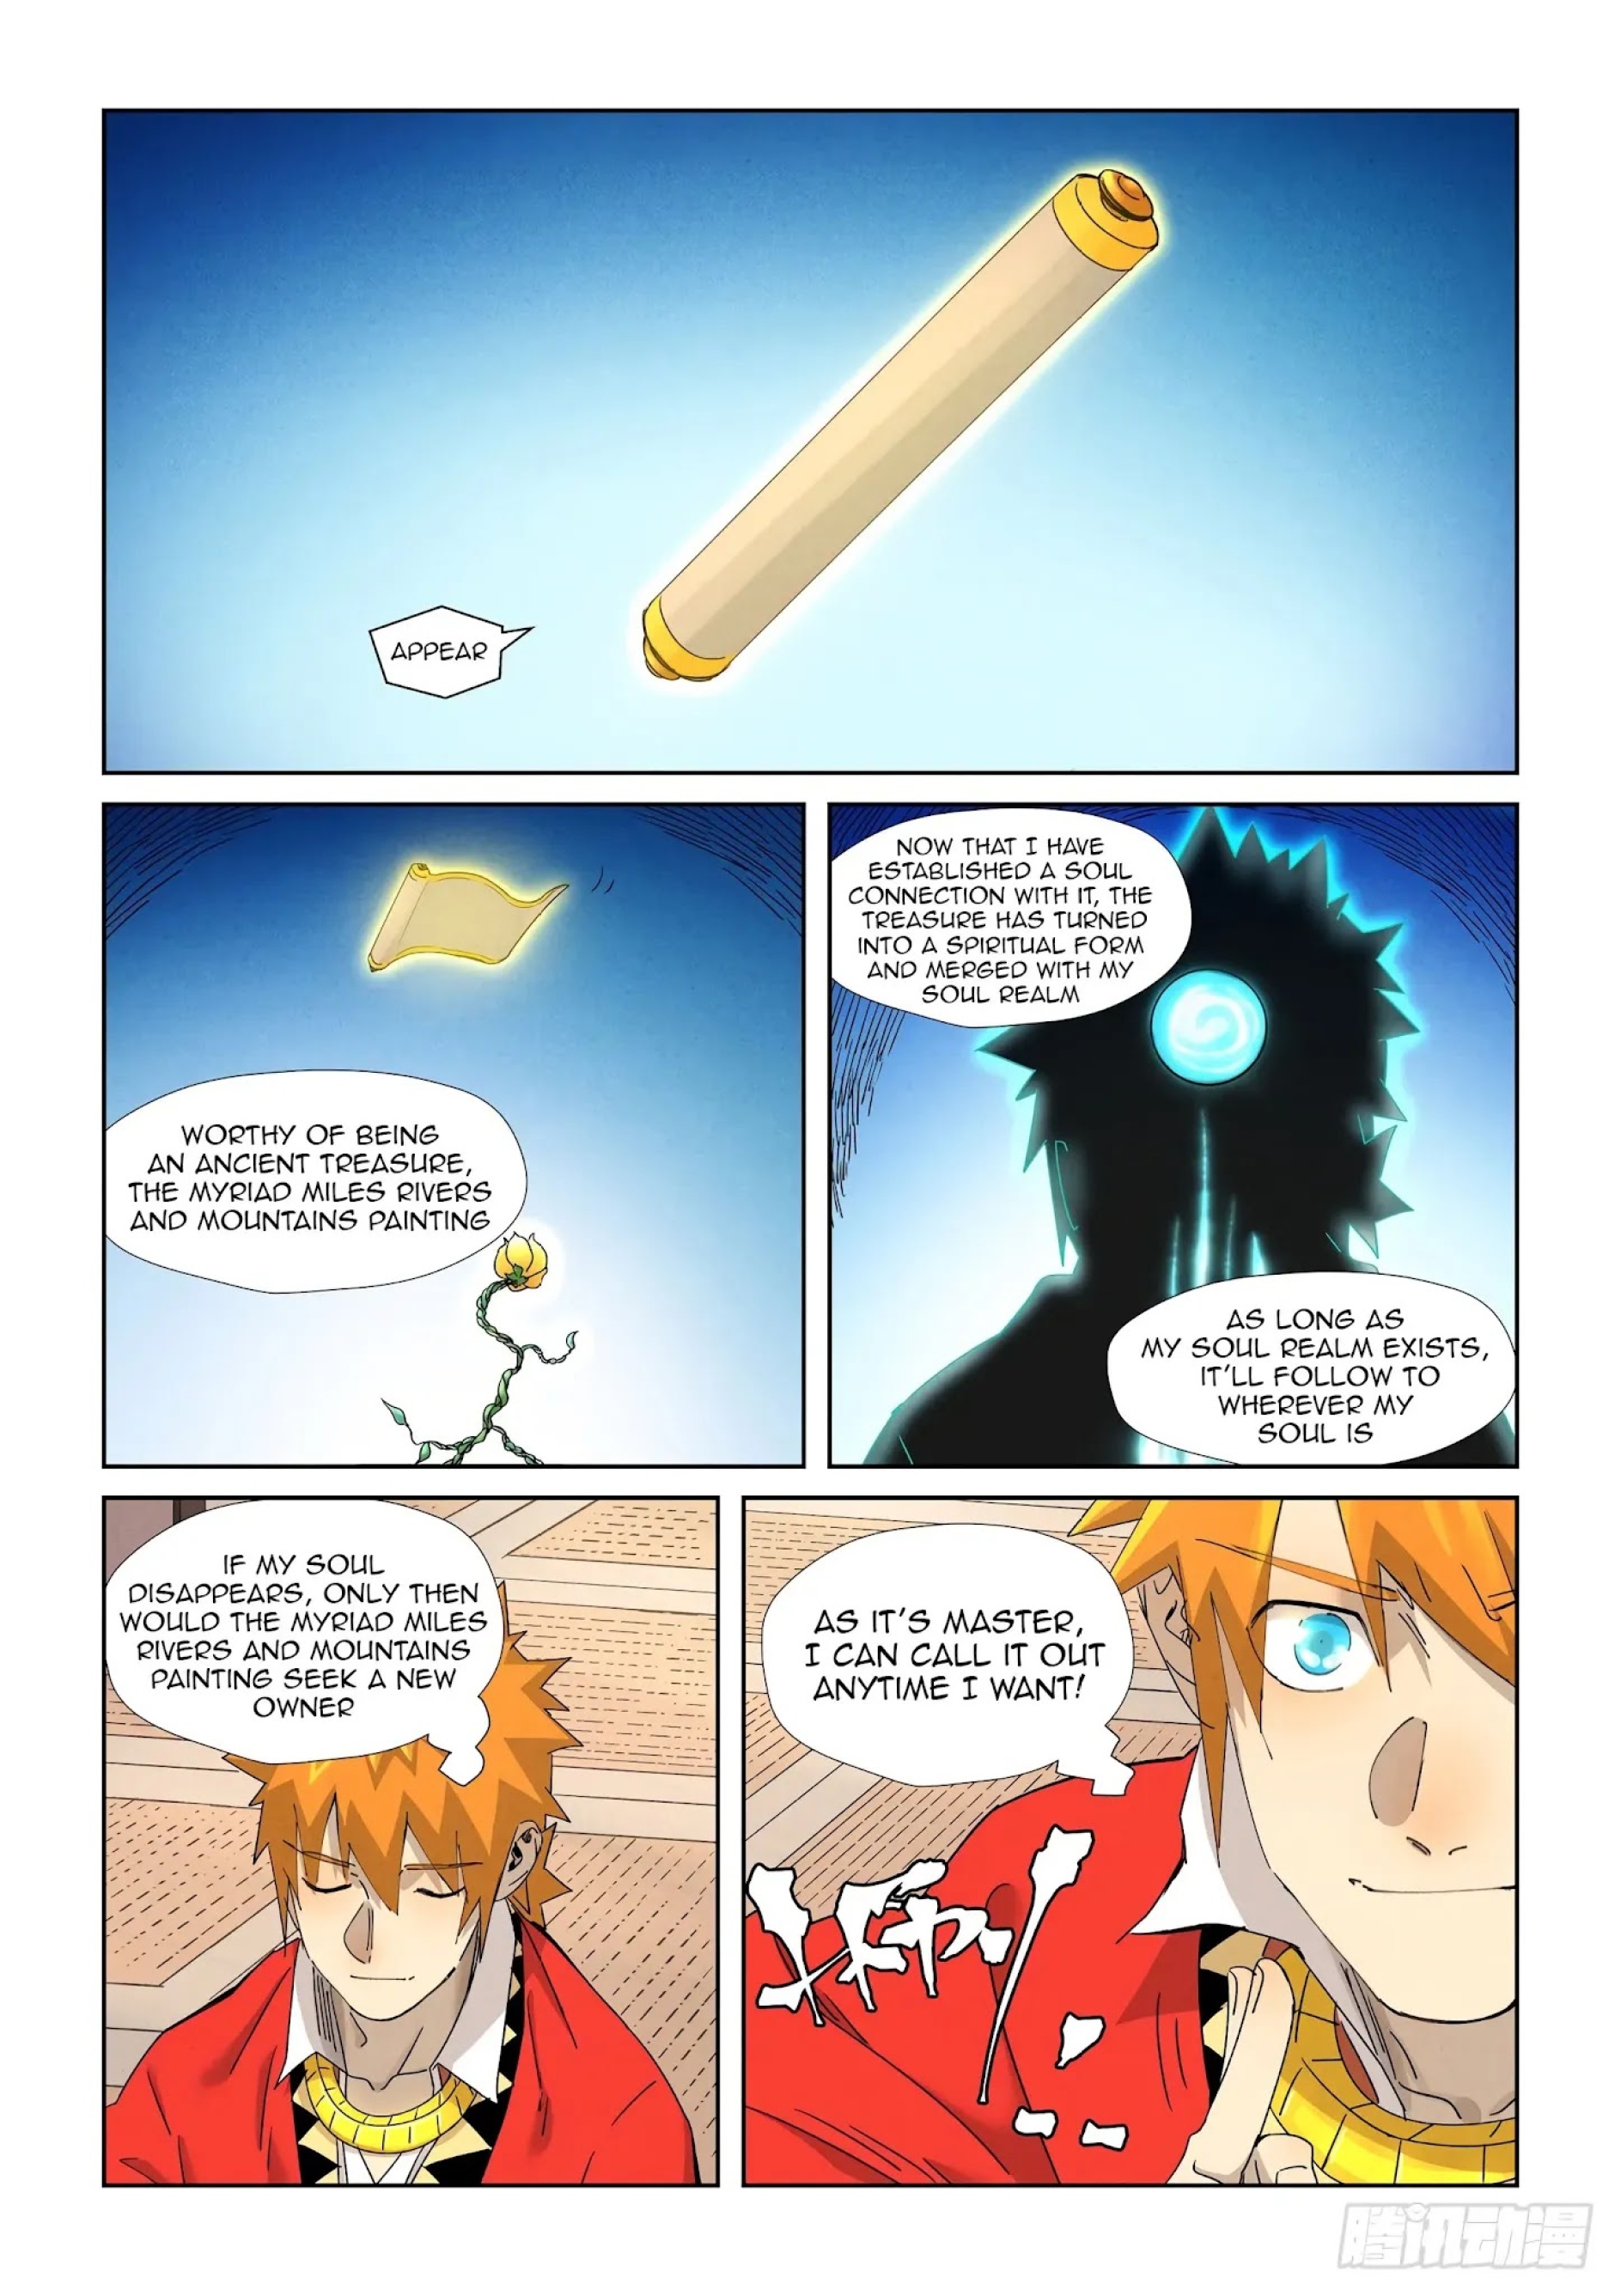 APPEAR
WORTHY OF BEING
AN ANCIENT TREASURE,
THE MYRIAD MILES RIVERS
AND MOUNTAINS PAINTING
NOW THAT I HAVE
ESTABLISHED A SOUL
CONNECTION WITH IT, THE
TREASURE HAS TURNED
INTO A SPIRITUAL FORM
AND MERGED WITH MY
SOUL REALM
AS LONG AS
MY SOUL REALM EXISTS,
IT'LL FOLLOW TO
WHEREVER MY
SOUL IS
IF MY SOUL
DISAPPEARS, ONLY THEN
WOULD THE MYRIAD MILES
RIVERS AND MOUNTAINS
PAINTING SEEK A NEW
OWNER
AS IT'S MASTER,
I CAN CALL IT OUT
ANYTIME I WANT!
腾讯动漫